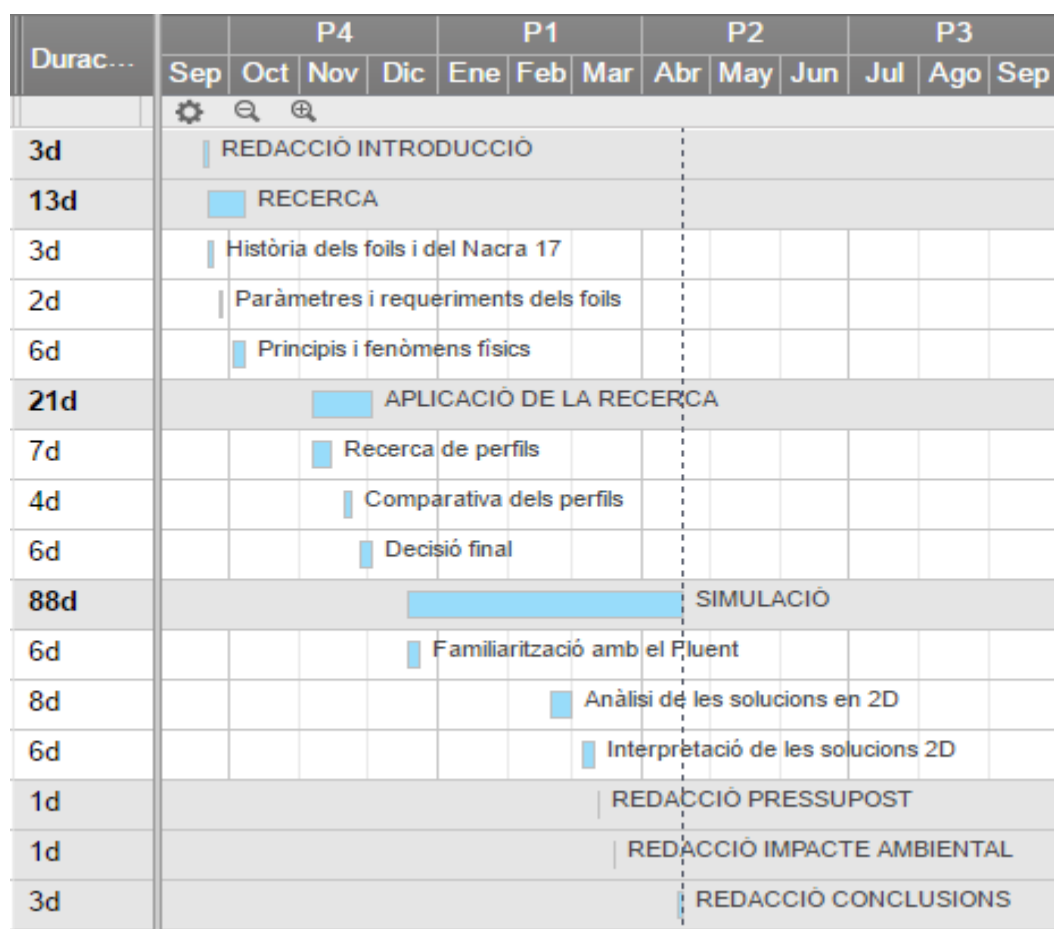 Durac...
P4 P1 P2 P3
Sep Oct Nov Dic Ene Feb Mar Abr May Jun Jul Ago Sep
3d REDACCIÓ INTRODUCCIÓ
13d RECERCA
3d Història dels foils i del Nacra 17
2d Paràmetres i requeriments dels foils
6d Principis i fenòmens físics
21d APLICACIÓ DE LA RECERCA
7d Recerca de perfils
4d Comparativa dels perfils
6d Decisió final
88d SIMULACIÓ
6d Familiarització amb el Fluent
8d Anàlisi de les solucions en 2D
6d Interpretació de les solucions 2D
1d REDACCIÓ PRESSUPOST
1d REDACCIÓ IMPACTE AMBIENTAL
3d REDACCIÓ CONCLUSIONS